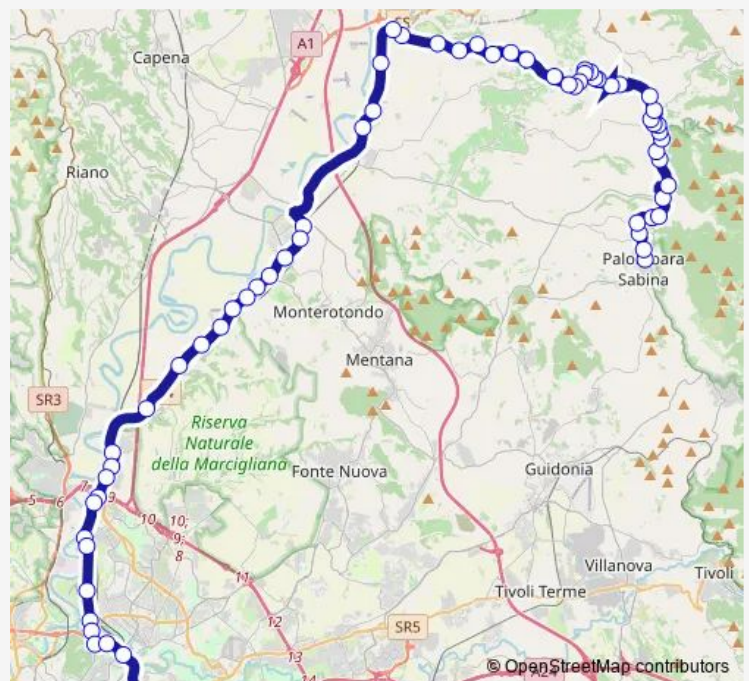 SS
A1
Capena
Riano
Palombara
Sabina
Monterotondo
Mentana
SR3
Riserva
Naturale
della Marcigliana
Fonte Nuova
Guidonia
5
6
7
9
10
10;
9;
8
11
Villanova
Tivoli
Tivoli Terme
12
SR5
13
14
A24
© OpenStreetMap contributors